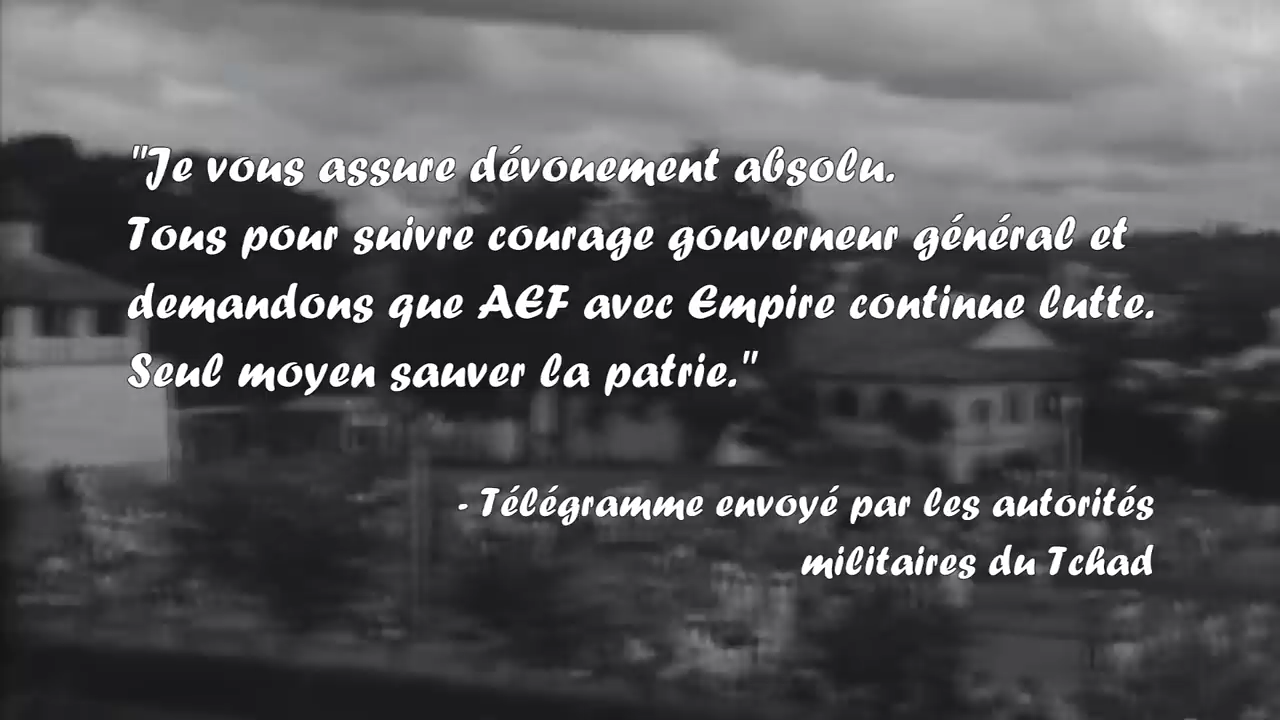 "Je vous assure dévouement absolu.
Tous pour suivre courage gouverneur général et
demandons que AEF avec Empire continue lutte.
Seul moyen sauver la patrie."
- Télégramme envoyé par les autorités
militaires du Tchad